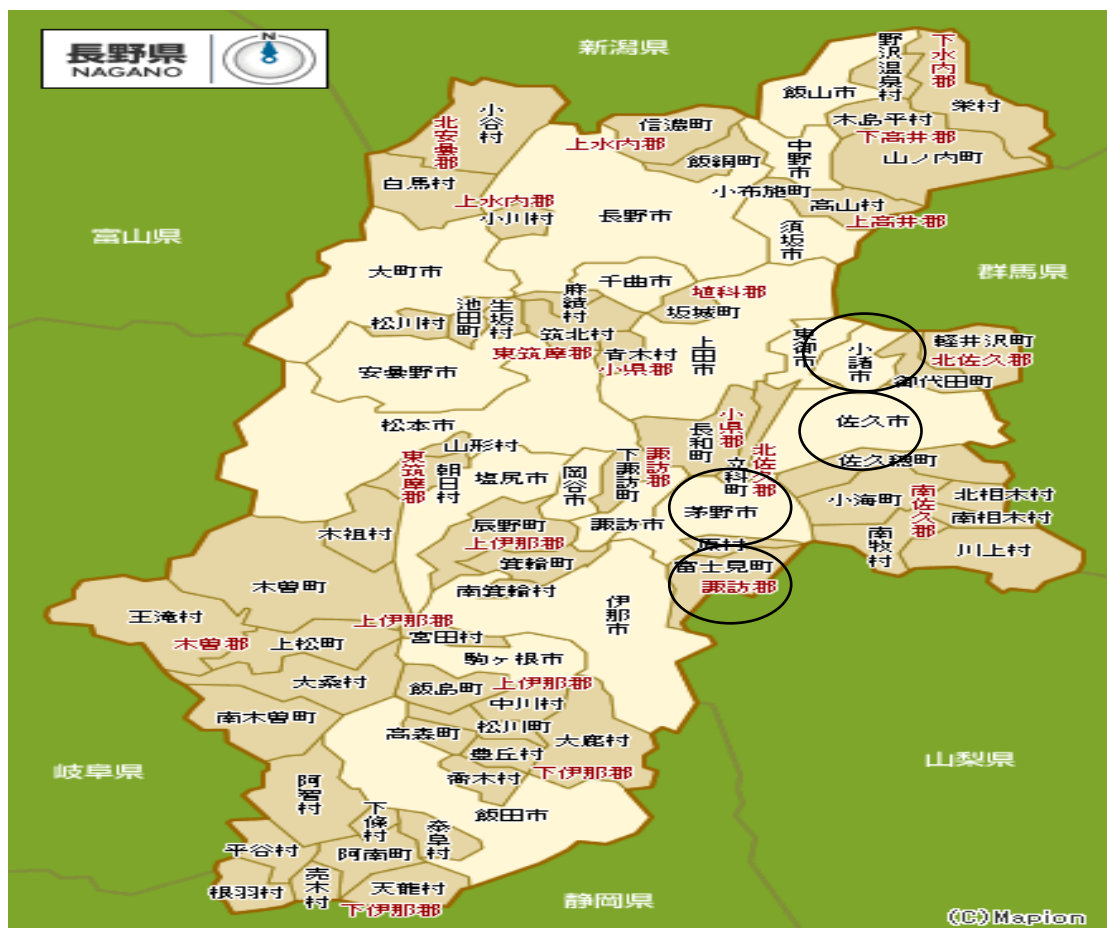 長野県
NAGANO
N
新潟県
富山県
群馬県
岐阜県
山梨県
静岡県
野沢温泉村
下水内郡
飯山市
栄村
小谷村
北安曇郡
信濃町
木島平村
上水内郡
下高井郡
飯綱町
中野市
山ノ内町
白馬村
小布施町
上水内郡
高山村
小川村
長野市
上高井郡
須坂市
大町市
千曲市
麻績村
埴科郡
池田町
生坂村
松川村
坂城町
筑北村
東御市
小諸市
軽井沢町
東筑摩郡
青木村
上田市
北佐久郡
安曇野市
小県郡
御代田町
松本市
長和町
小県郡
佐久市
山形村
東筑摩郡
朝日村
塩尻市
岡谷市
下諏訪町
諏訪郡
立科町
北佐久郡
佐久穂町
小海町
南佐久郡
北相木村
茅野市
南相木村
木祖村
辰野町
諏訪市
上伊那郡
原村
南牧村
川上村
箕輪町
富士見町
木曽町
南箕輪村
諏訪郡
伊那市
王滝村
上伊那郡
木曽郡
上松町
宮田村
駒ヶ根市
大桑村
飯島町
上伊那郡
中川村
南木曽町
松川町
高森町
大鹿村
豊丘村
喬木村
下伊那郡
阿智村
飯田市
下條村
泰阜村
平谷村
阿南町
売木村
根羽村
天龍村
下伊那郡
(C)Mapion